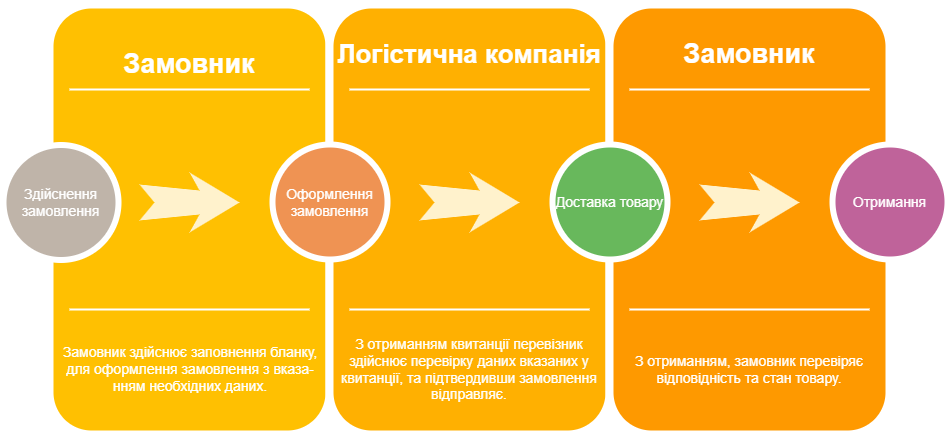 Замовник
Логістична компанія
Замовник
Здійснення
замовлення
Оформлення
замовлення
Доставка товару
Отримання
Замовник здійснює заповнення бланку,
для оформлення замовлення з вказа-
нням необхідних даних.
З отриманням квитанції перевізник
здійснює перевірку даних вказаних у
квитанції, та підтвердивши замовлення
відправляє.
З отриманням, замовник перевіряє
відповідність та стан товару.